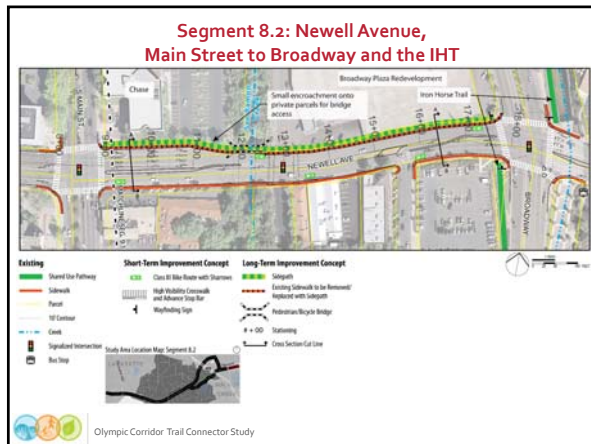 Segment 8.2: Newell Avenue,
Main Street to Broadway and the IHT
Broadway Plaza Redevelopment
Chase
Small encroachment onto
private parcels for bridge
access
Iron Horse Trail
S MAIN ST
NEWELL AVE
BROADWAY
Existing
Shared Use Pathway
Sidewalk
Parcel
10' Contour
Creek
Signalized Intersection
Bus Stop
Short-Term Improvement Concept
Class III Bike Route with Sharrows
High Visibility Crosswalk
and Advance Stop Bar
Wayfinding Sign
Long-Term Improvement Concept
Sidepath
Existing Sidewalk to be Removed/
Replaced with Sidepath
Pedestrian/Bicycle Bridge
# + OD Stationing
Cross Section Cut Line
Study Area Location Map: Segment 8.2
LAFAYETTE
Olympic Corridor Trail Connector Study